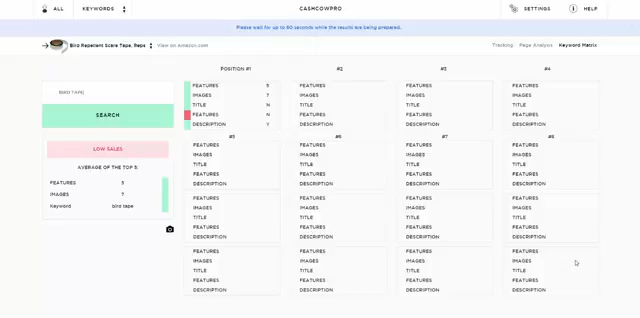 ALL KEYWORDS CASHCOWPRO SETTINGS HELP
Please wait for up to 60 seconds while the results are being prepared.
Bird Repellent Scare Tape, Reps View on Amazon.com Tracking Page Analysis Keyword Matrix
POSITION #1 #2 #3 #4
BIRD TAPE
SEARCH
LOW SALES
AVERAGE OF THE TOP 5
FEATURES 5
IMAGES 7
Keyword bird tape
FEATURES 5
IMAGES 7
TITLE N
FEATURES N
DESCRIPTION Y
FEATURES
IMAGES
TITLE
FEATURES
DESCRIPTION
FEATURES
IMAGES
TITLE
FEATURES
DESCRIPTION
FEATURES
IMAGES
TITLE
FEATURES
DESCRIPTION
#5 #6 #7 #8
FEATURES
IMAGES
TITLE
FEATURES
DESCRIPTION
FEATURES
IMAGES
TITLE
FEATURES
DESCRIPTION
FEATURES
IMAGES
TITLE
FEATURES
DESCRIPTION
FEATURES
IMAGES
TITLE
FEATURES
DESCRIPTION
FEATURES
IMAGES
TITLE
FEATURES
DESCRIPTION
FEATURES
IMAGES
TITLE
FEATURES
DESCRIPTION
FEATURES
IMAGES
TITLE
FEATURES
DESCRIPTION
FEATURES
IMAGES
TITLE
FEATURES
DESCRIPTION
FEATURES
IMAGES
TITLE
FEATURES
DESCRIPTION
FEATURES
IMAGES
TITLE
FEATURES
DESCRIPTION
FEATURES
IMAGES
TITLE
FEATURES
DESCRIPTION
FEATURES
IMAGES
TITLE
FEATURES
DESCRIPTION